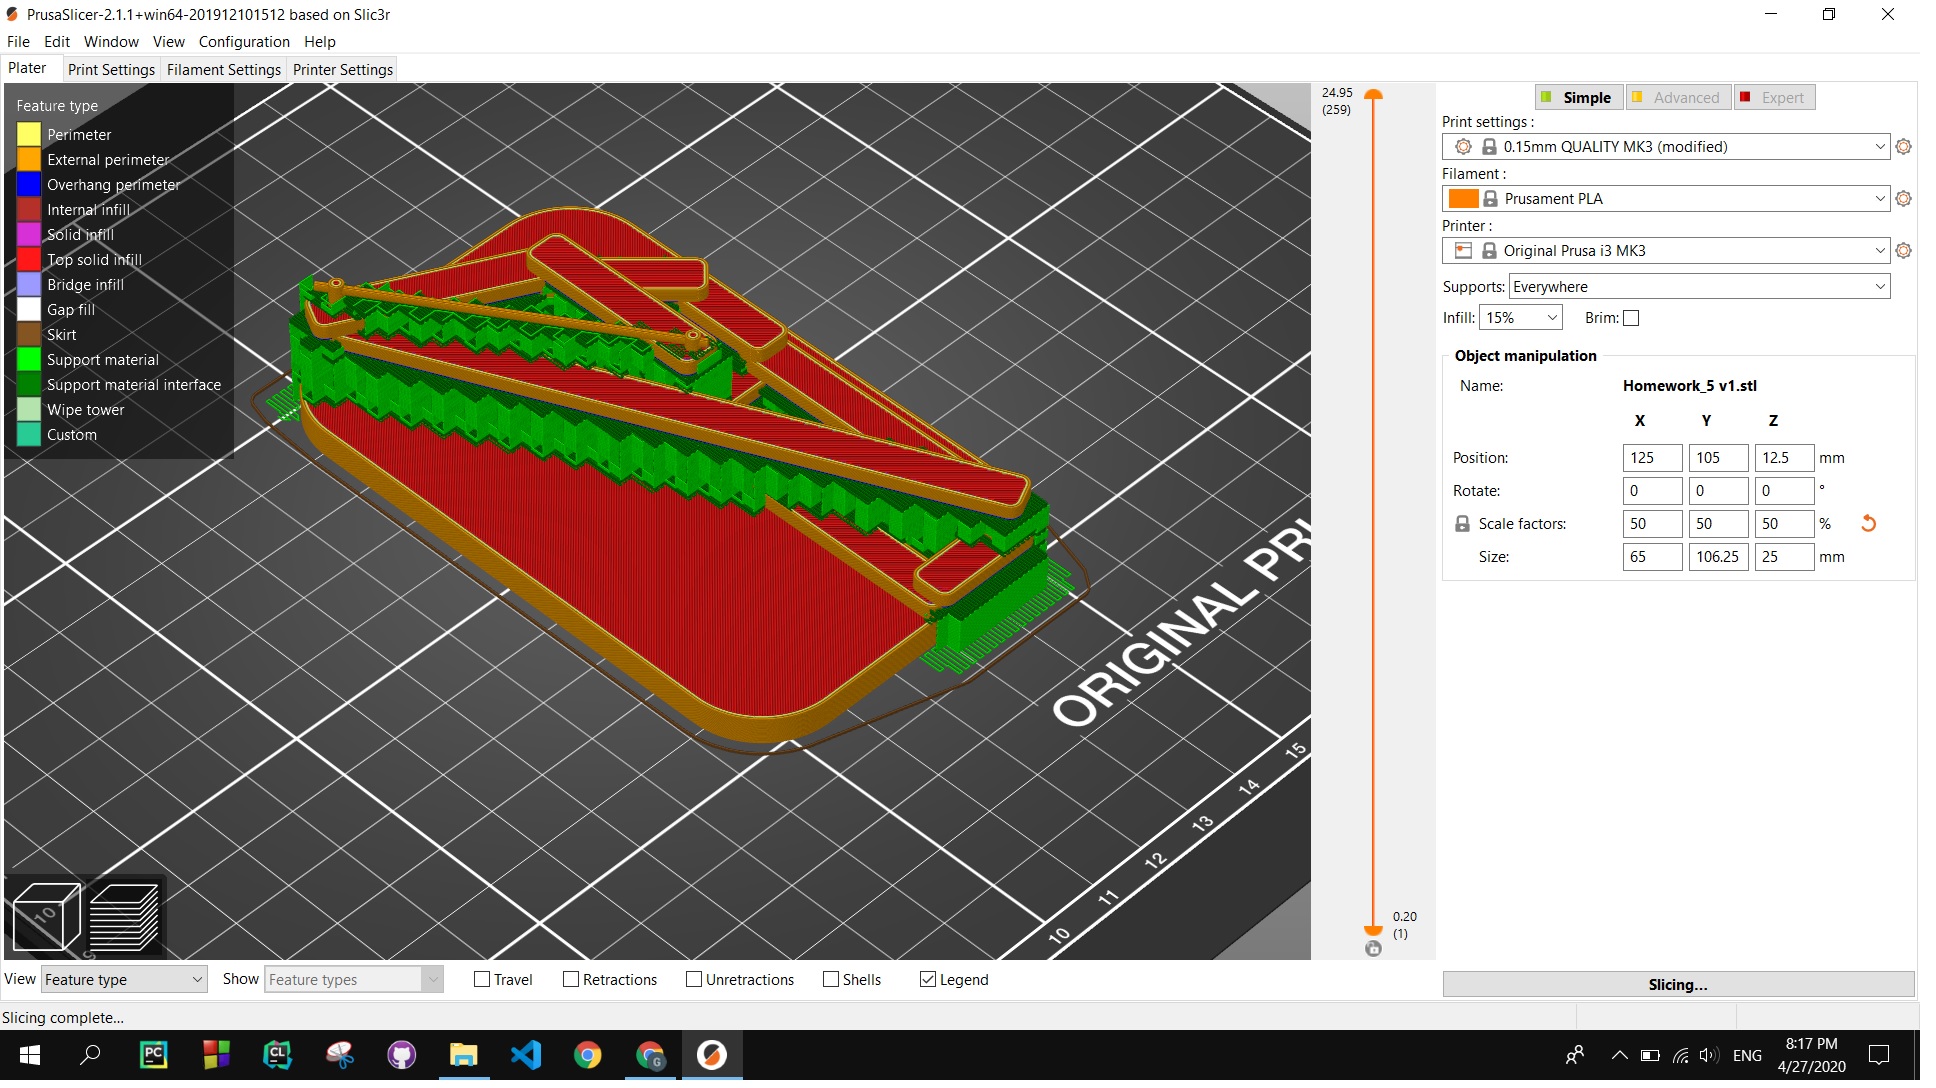 PrusaSlicer-2.1.1+win64-201912101512 based on Slic3r
File Edit Window View Configuration Help
Plater Print Settings Filament Settings Printer Settings
Feature type
Perimeter
External perimeter
Overhang perimeter
Internal infill
Solid infill
Top solid infill
Bridge infill
Gap fill
Skirt
Support material
Support material interface
Wipe tower
Custom
ORIGINAL PRU
15
14
13
12
11
10
10
9
24.95
(259)
0.20
(1)
Simple Advanced Expert
Print settings :
0.15mm QUALITY MK3 (modified)
Filament :
Prusament PLA
Printer :
Original Prusa i3 MK3
Supports: Everywhere
Infill: 15% Brim:
Object manipulation
Name: Homework_5 v1.stl
X Y Z
Position: 125 105 12.5 mm
Rotate: 0 0 0 °
Scale factors: 50 50 50 %
Size: 65 106.25 25 mm
View Feature type Show Feature types Travel Retractions Unretractions Shells Legend
Slicing...
Slicing complete...
PC
CL
G
ENG
8:17 PM
4/27/2020